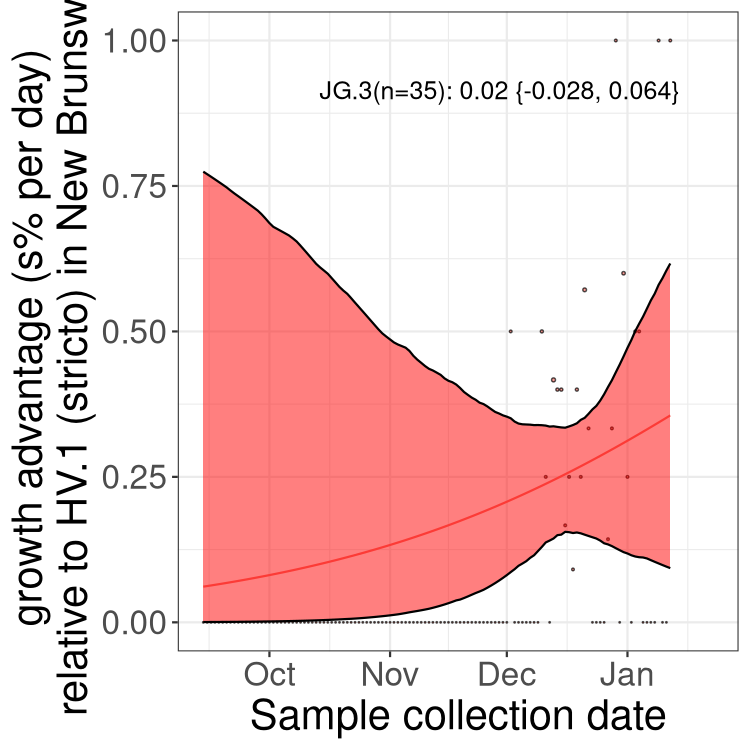 growth advantage (s% per day)
relative to HV.1 (stricto) in New Brunsw
1.00
0.75
0.50
0.25
0.00
JG.3(n=35): 0.02 {-0.028, 0.064}
Oct Nov Dec Jan
Sample collection date